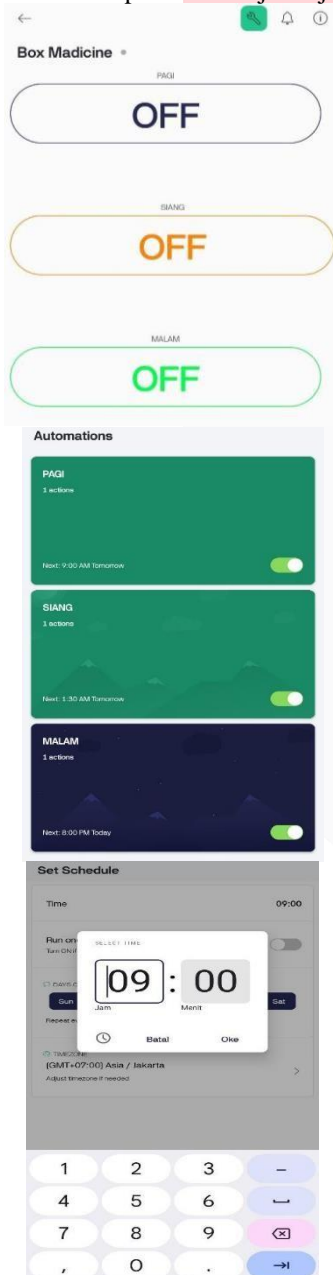 Box Madicine
PAGI
OFF
SIANG
OFF
MALAM
OFF
Automations
PAGI
1 actions
Next: 9:00 AM Tomorrow
SIANG
1 actions
Next: 1:30 AM Tomorrow
MALAM
1 actions
Next: 8:00 PM Today
Set Schedule
Time 09:00
Run on
SELECT TIME
09 : 00
Jam Menit
Sun Sat
Batal Oke
TIMEZONE
(GMT+07:00) Asia / Jakarta
Adjust timezone if needed
1 2 3 -
4 5 6
7 8 9
, 0 .